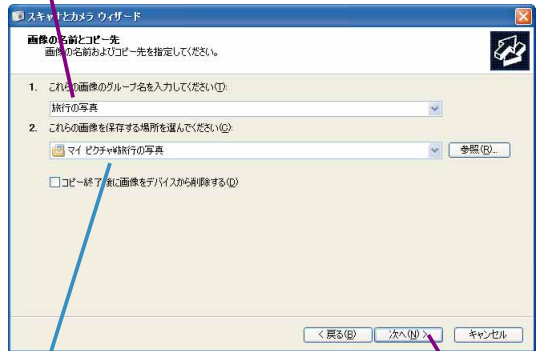 スキャナとカメラ ウィザード
画像の名前とコピー先
画像の名前およびコピー先を指定してください。
1. これらの画像のグループ名を入力してください(T):
旅行の写真
2. これらの画像を保存する場所を選んでください(C):
マイ ピクチャ¥旅行の写真
参照(R)...
コピー終了後に画像をデバイスから削除する(D)
< 戻る(B)
次へ(N) >
キャンセル